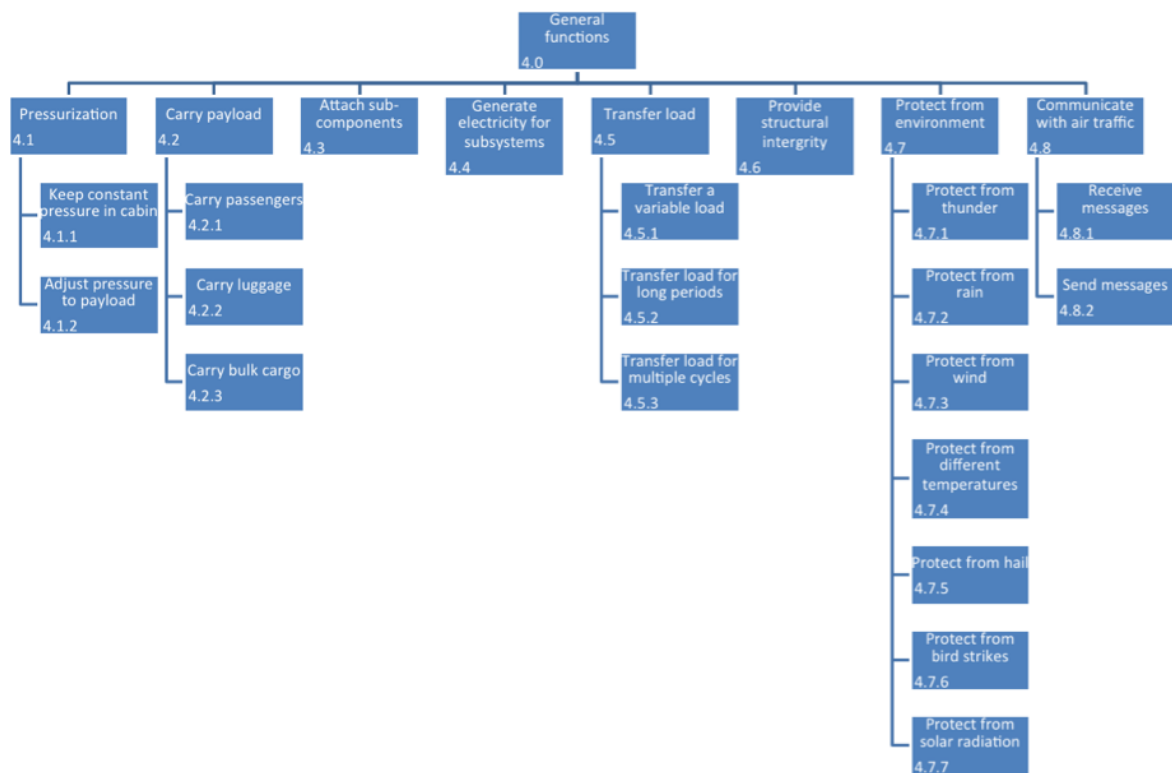 General
functions
4.0
Pressurization
4.1
Carry payload
4.2
Attach sub-
components
4.3
Generate
electricity for
subsystems
4.4
Transfer load
4.5
Provide
structural
intergrity
4.6
Protect from
environment
4.7
Communicate
with air traffic
4.8
Keep constant
pressure in cabin
4.1.1
Adjust pressure
to payload
4.1.2
Carry passengers
4.2.1
Carry luggage
4.2.2
Carry bulk cargo
4.2.3
Transfer a
variable load
4.5.1
Transfer load for
long periods
4.5.2
Transfer load for
multiple cycles
4.5.3
Protect from
thunder
4.7.1
Protect from
rain
4.7.2
Protect from
wind
4.7.3
Protect from
different
temperatures
4.7.4
Protect from hail
4.7.5
Protect from
bird strikes
4.7.6
Protect from
solar radiation
4.7.7
Receive
messages
4.8.1
Send messages
4.8.2